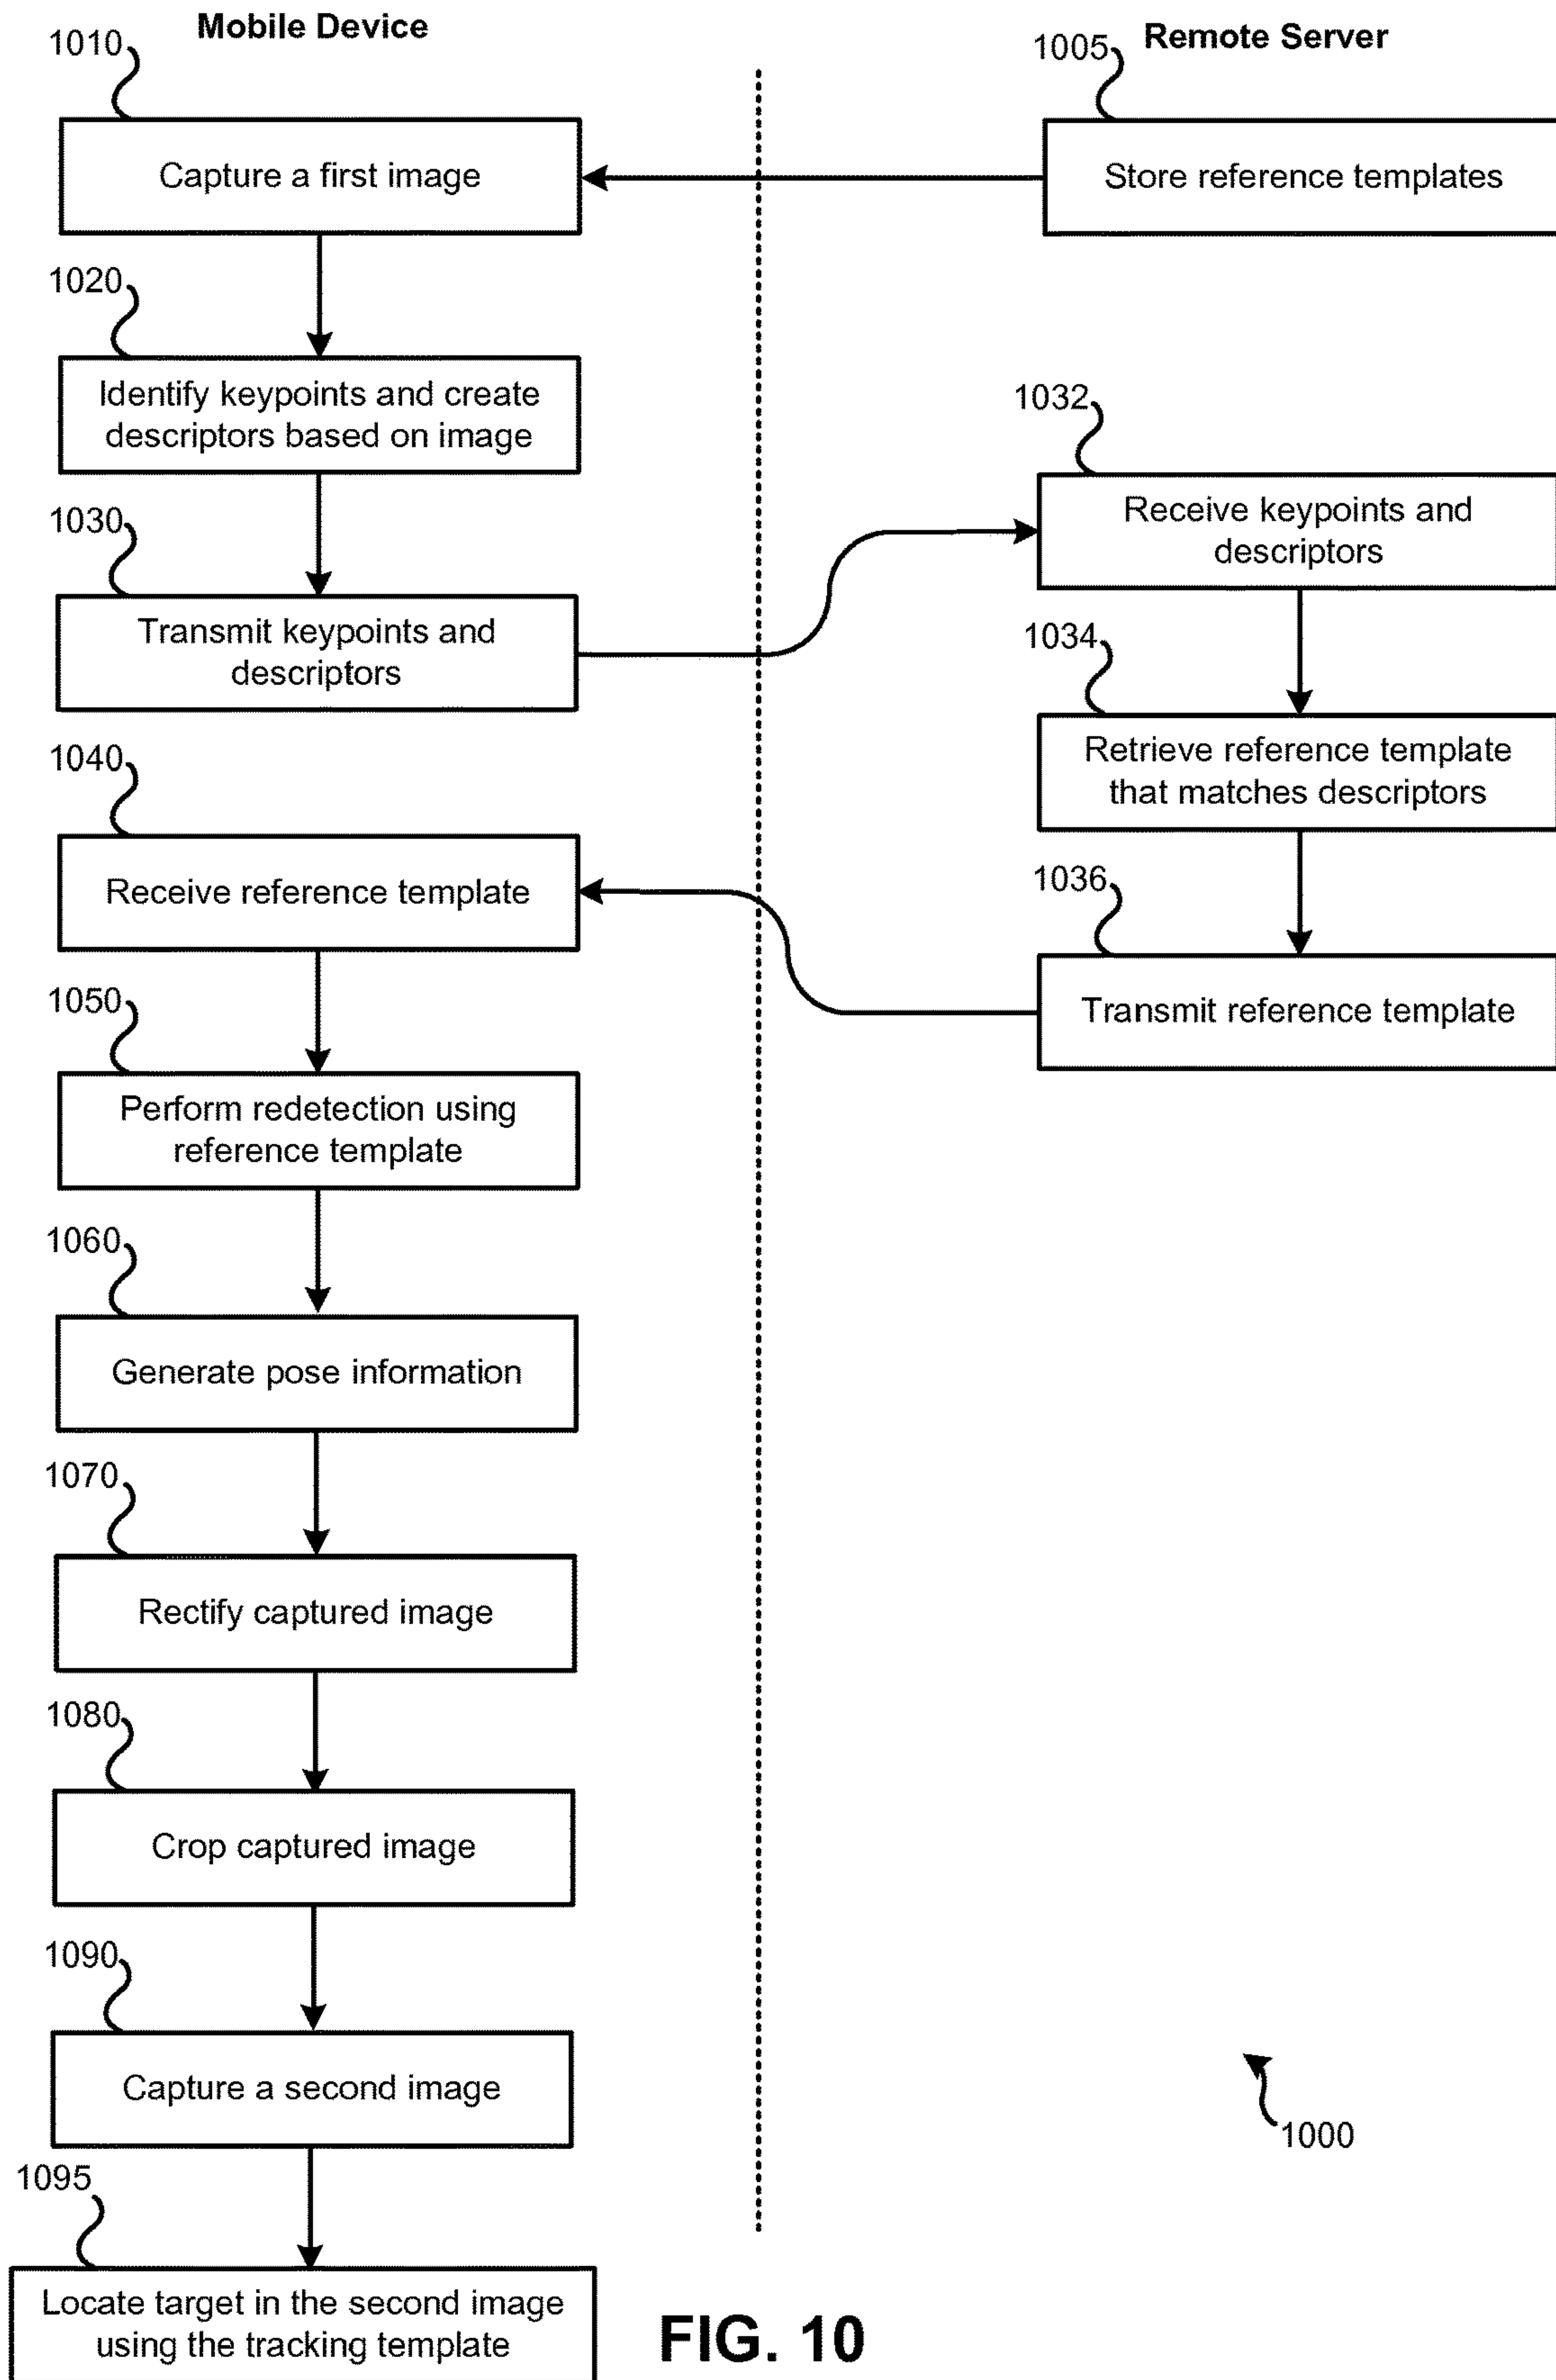 Mobile Device
Remote Server
1010
1005
Capture a first image
Store reference templates
1020
Identify keypoints and create
descriptors based on image
1032
Receive keypoints and
descriptors
1030
Transmit keypoints and
descriptors
1034
Retrieve reference template
that matches descriptors
1040
Receive reference template
1036
Transmit reference template
1050
Perform redetection using
reference template
1060
Generate pose information
1070
Rectify captured image
1080
Crop captured image
1090
Capture a second image
1000
1095
Locate target in the second image
using the tracking template
FIG. 10